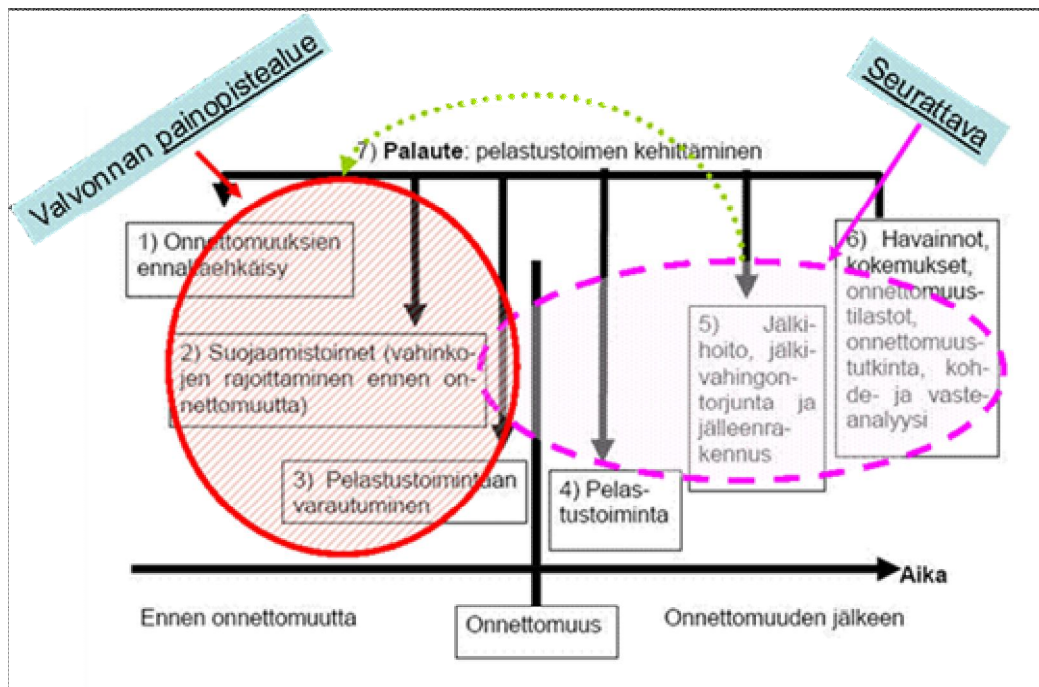 Valvonnan painopistealue
Seurattava
7) Palaute: pelastustoimen kehittäminen
1) Onnettomuuksien
ennaltaehkäisy
2) Suojaamistoimet (vahinko-
jen rajoittaminen ennen on-
nettomuutta)
3) Pelastustoimintaan
varautuminen
4) Pelas-
tustoiminta
5) Jälki-
hoito, jälki-
vahingon-
torjunta ja
jälleenra-
kennus
6) Havainnot,
kokemukset,
onnettomuus-
tilastot,
onnettomuus-
tutkinta, koh-
de- ja vaste-
analyysi
Aika
Ennen onnettomuutta
Onnettomuus
Onnettomuuden jälkeen